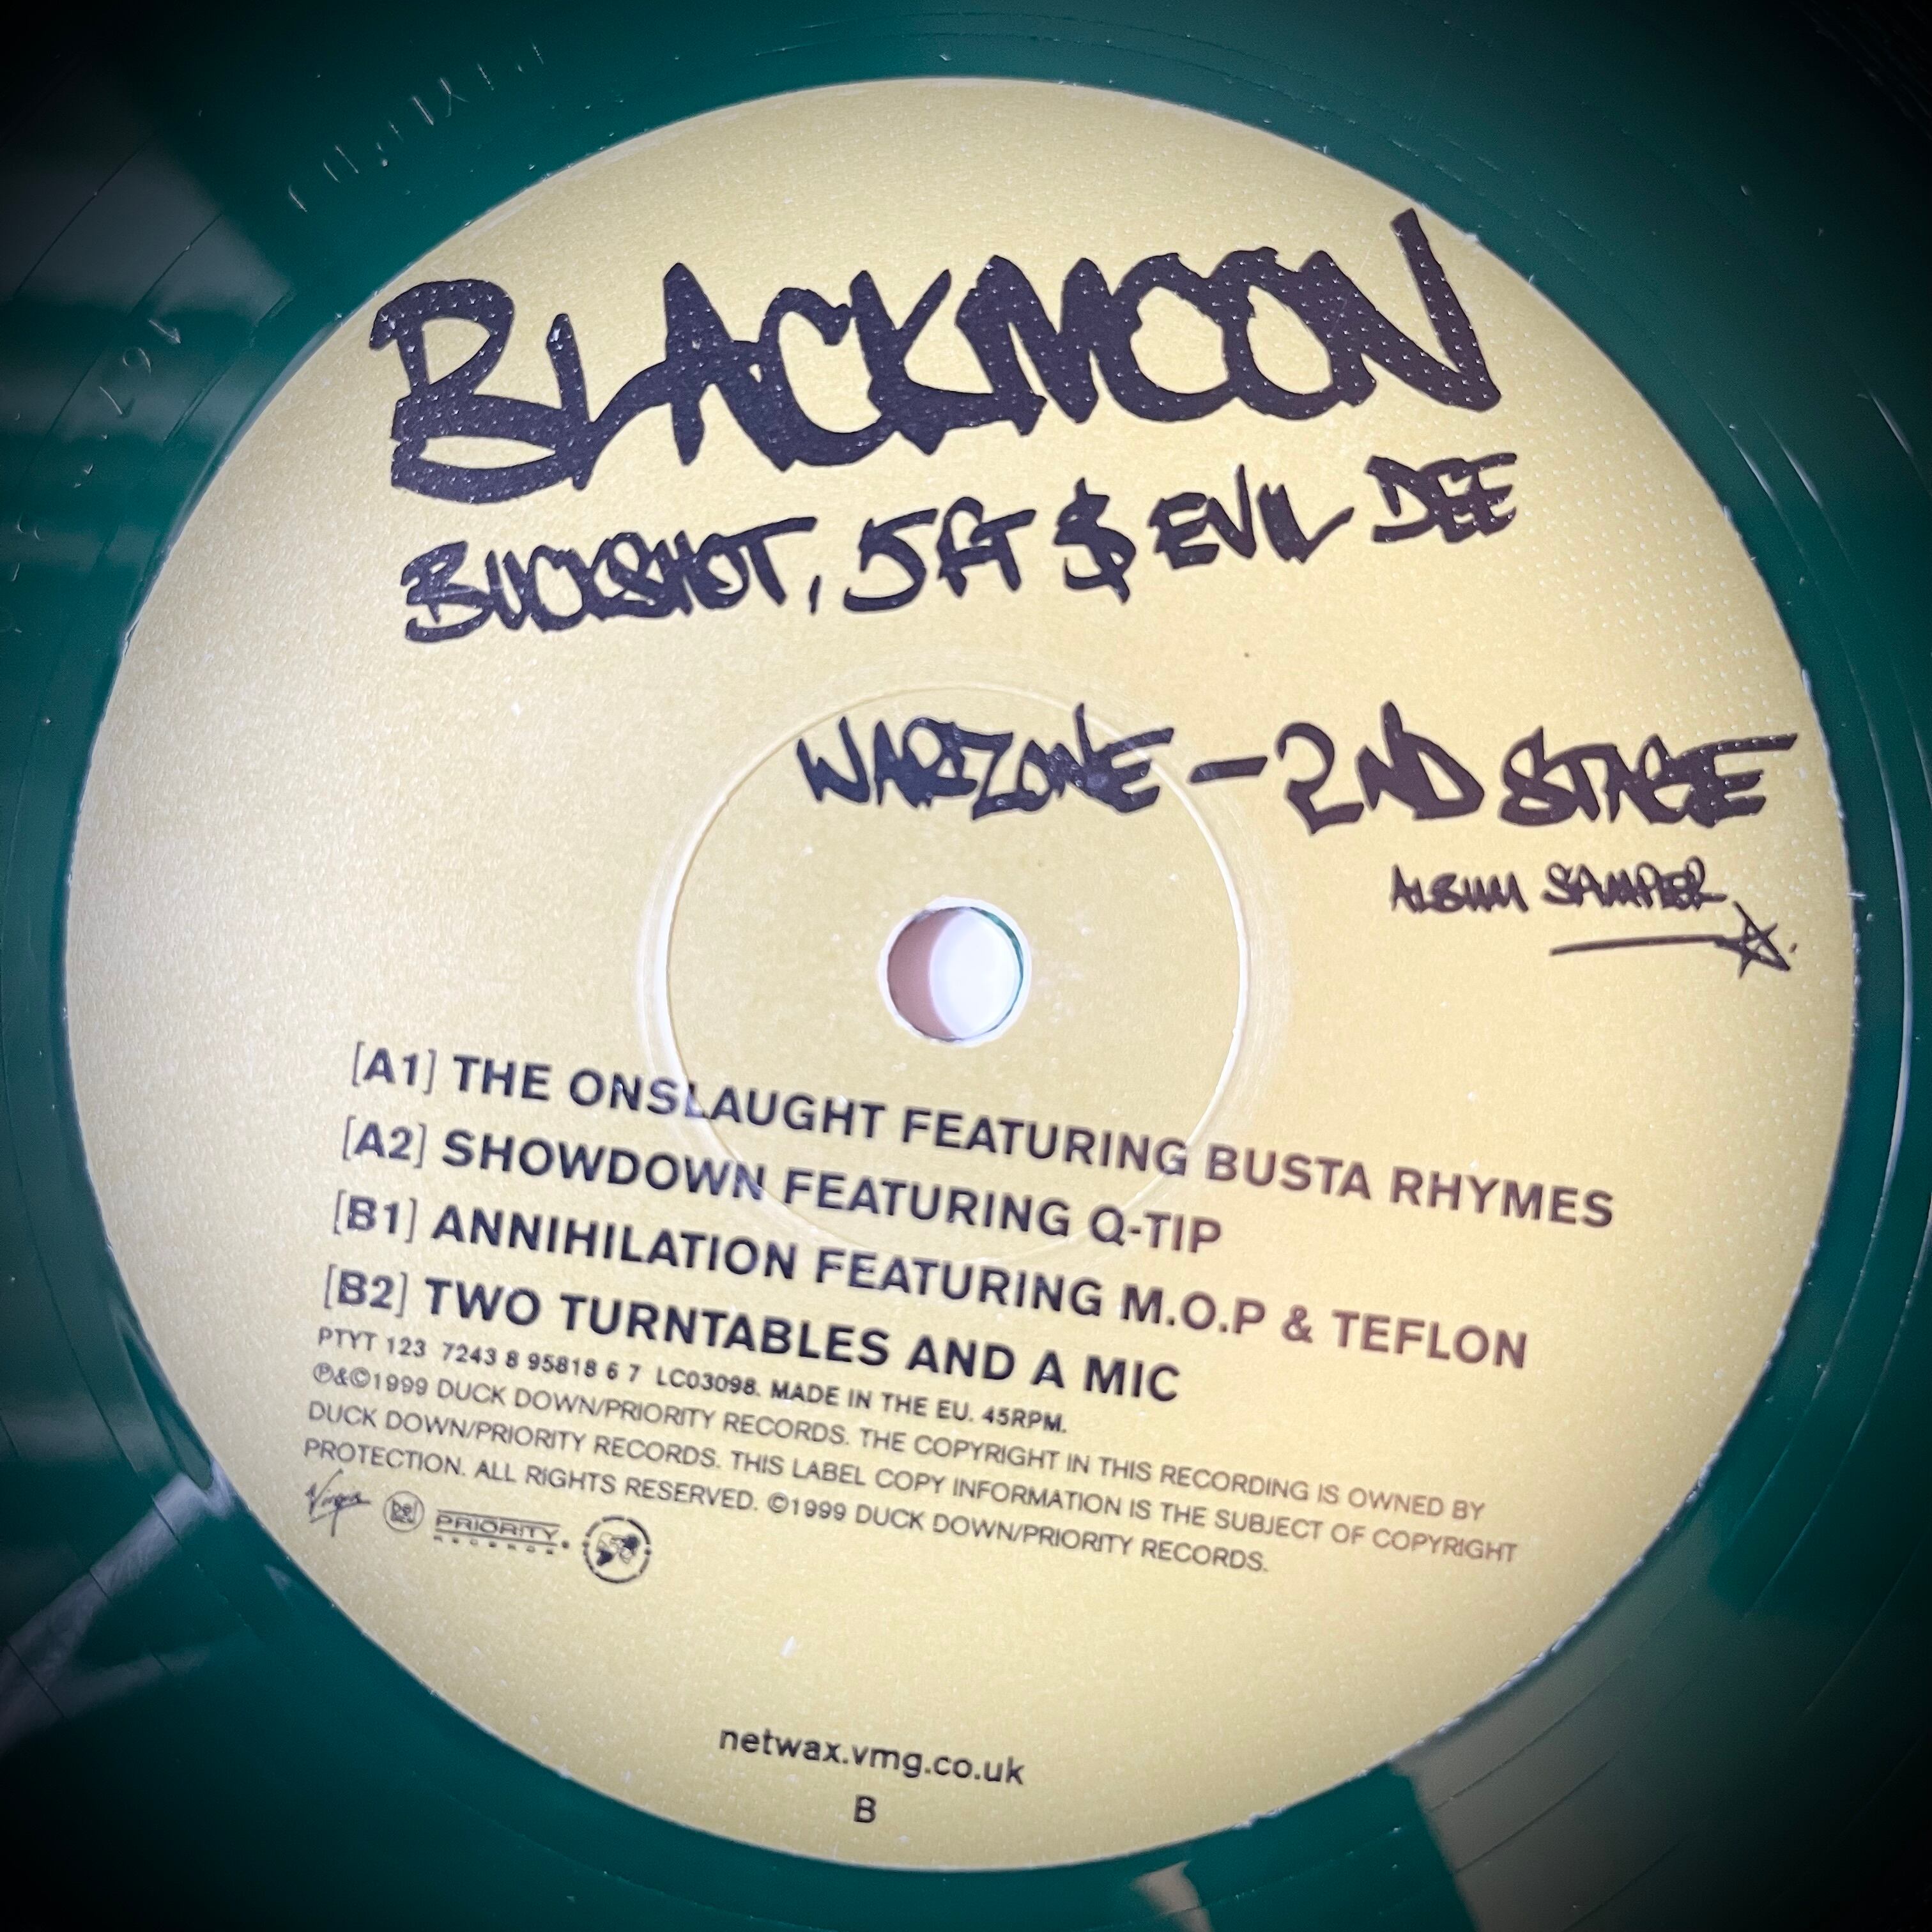 BLACKMOON
BUCKSHOT, 5FT $ EVIL DEE
WARZONE - 2ND STAGE
ALBUM SAMPLER
[A1] THE ONSLAUGHT FEATURING BUSTA RHYMES
[A2] SHOWDOWN FEATURING Q-TIP
[B1] ANNIHILATION FEATURING M.O.P & TEFLON
[B2] TWO TURNTABLES AND A MIC
PTYT 123 7243 8 95818 6 7 LC03098. MADE IN THE EU. 45RPM.
℗&©1999 DUCK DOWN/PRIORITY RECORDS. THE COPYRIGHT IN THIS RECORDING IS OWNED BY
DUCK DOWN/PRIORITY RECORDS. THIS LABEL COPY INFORMATION IS THE SUBJECT OF COPYRIGHT
PROTECTION. ALL RIGHTS RESERVED. ©1999 DUCK DOWN/PRIORITY RECORDS.
Virgin PRIORITY
RECORDS
netwax.vmg.co.uk
B